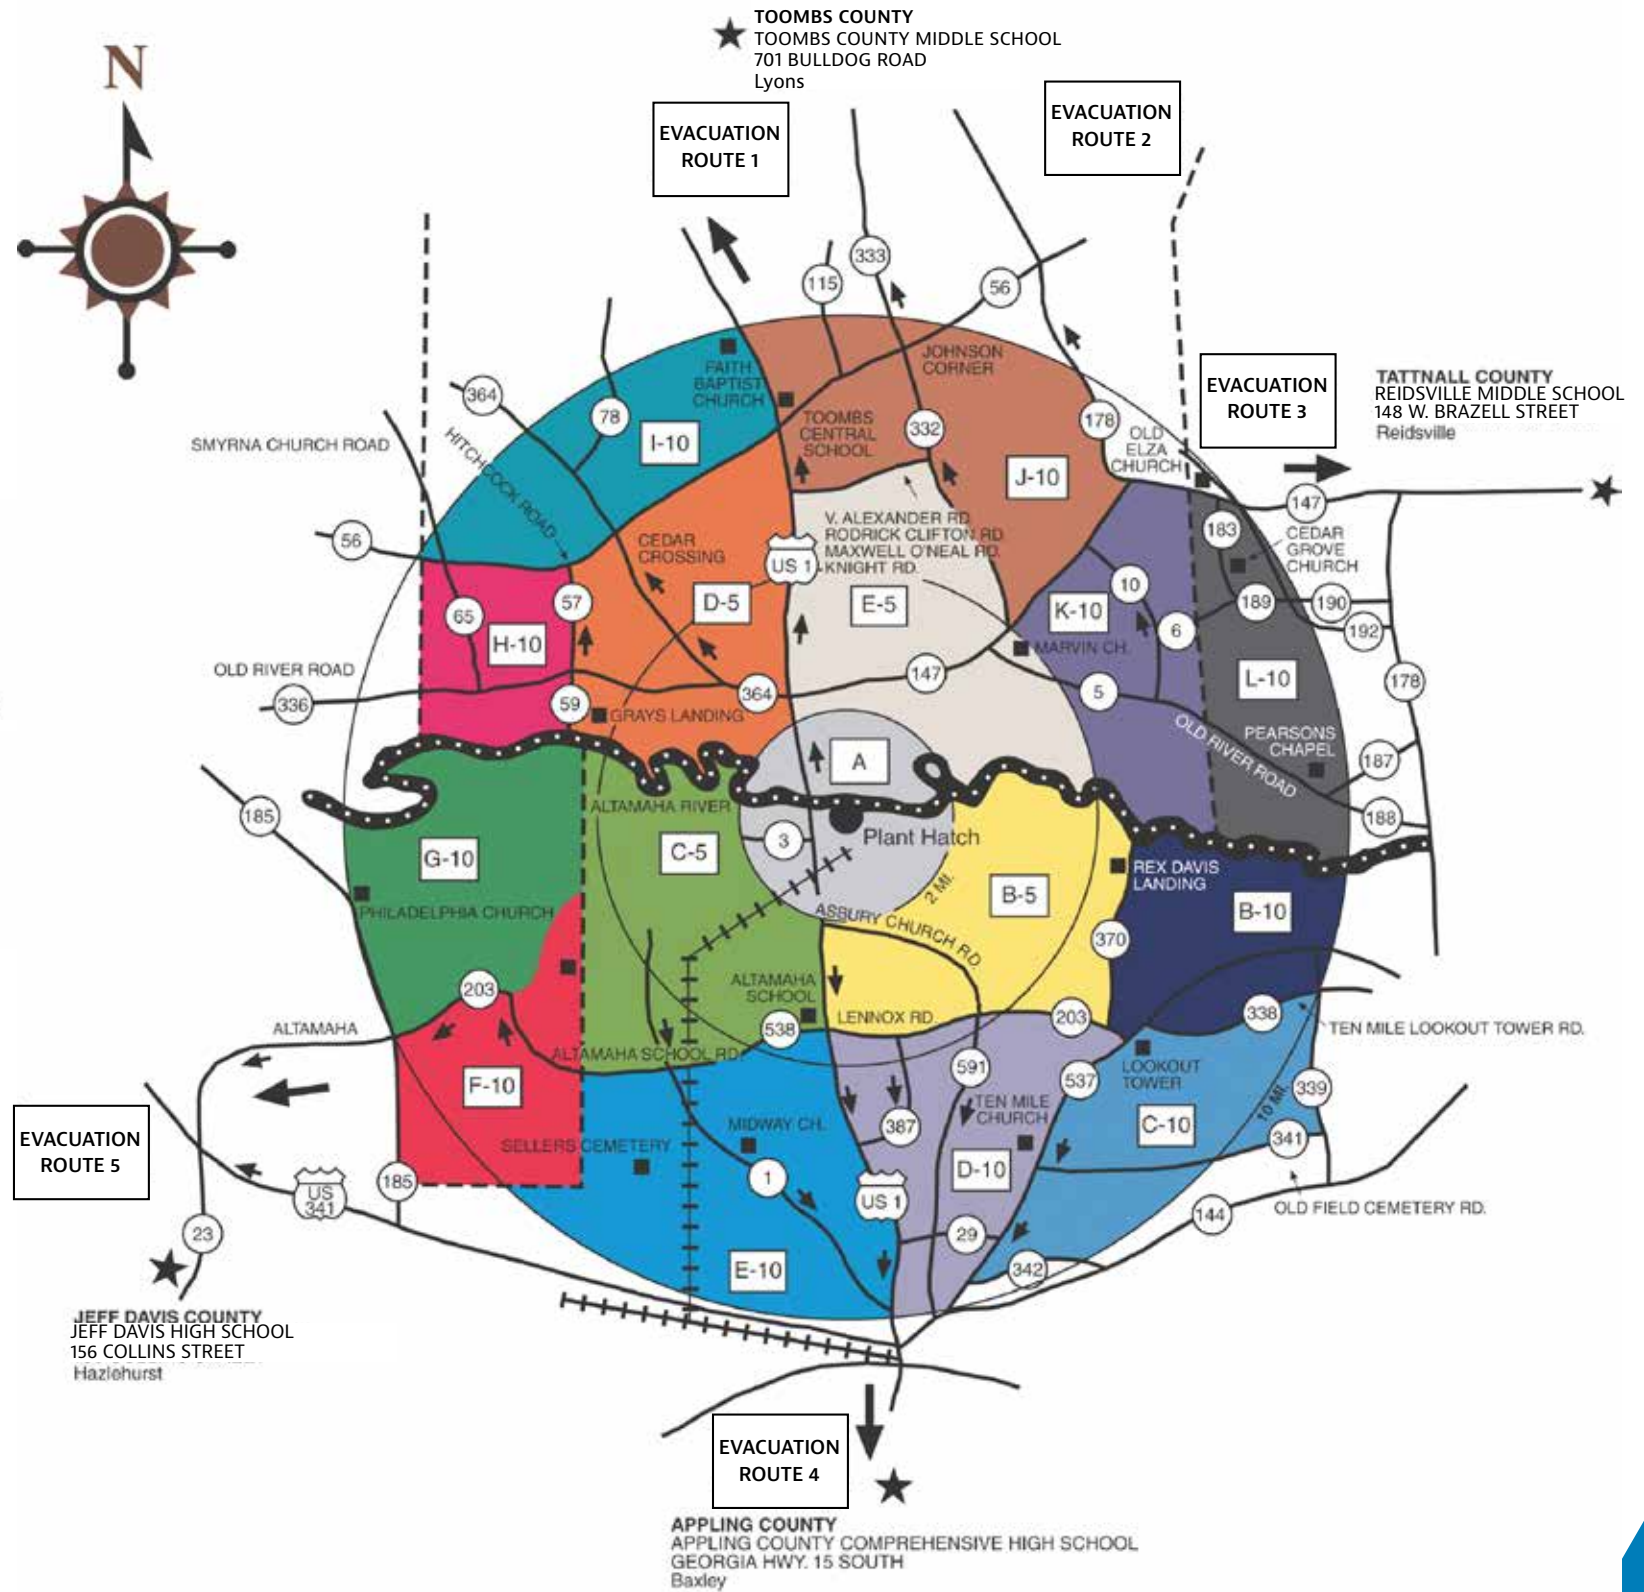 TOOMBS COUNTY
TOOMBS COUNTY MIDDLE SCHOOL
701 BULLDOG ROAD
Lyons
N
EVACUATION
ROUTE 1
EVACUATION
ROUTE 2
333
115
56
FAITH
BAPTIST
CHURCH
JOHNSON
CORNER
EVACUATION
ROUTE 3
TATTNALL COUNTY
REIDSVILLE MIDDLE SCHOOL
148 W. BRAZELL STREET
Reidsville
364
78
SMYRNA CHURCH ROAD
HITCHCOCK ROAD
I-10
TOOMBS
CENTRAL
SCHOOL
332
178
OLD
ELZA
CHURCH
J-10
147
56
CEDAR
CROSSING
US 1
V. ALEXANDER RD
RODRICK CLIFTON RD.
MAXWELL O'NEAL RD.
KNIGHT RD.
183
CEDAR
GROVE
CHURCH
65
57
D-5
E-5
K-10
10
189
190
192
6
H-10
MARVIN CH.
OLD RIVER ROAD
336
59
GRAYS LANDING
364
147
5
L-10
178
OLD RIVER ROAD
PEARSONS
CHAPEL
187
188
A
185
ALTAMAHA RIVER
3
Plant Hatch
G-10
C-5
REX DAVIS
LANDING
2 MI.
B-5
B-10
PHILADELPHIA CHURCH
ASBURY CHURCH RD.
370
203
ALTAMAHA
SCHOOL
538
LENNOX RD.
203
338
TEN MILE LOOKOUT TOWER RD.
ALTAMAHA
ALTAMAHA SCHOOL RD.
F-10
591
537
LOOKOUT
TOWER
339
10 MI.
TEN MILE
CHURCH
C-10
387
MIDWAY CH.
341
EVACUATION
ROUTE 5
SELLERS CEMETERY
D-10
185
US
341
1
US 1
144
OLD FIELD CEMETERY RD.
23
29
E-10
342
JEFF DAVIS COUNTY
JEFF DAVIS HIGH SCHOOL
156 COLLINS STREET
Hazlehurst
EVACUATION
ROUTE 4
APPLING COUNTY
APPLING COUNTY COMPREHENSIVE HIGH SCHOOL
GEORGIA HWY. 15 SOUTH
Baxley